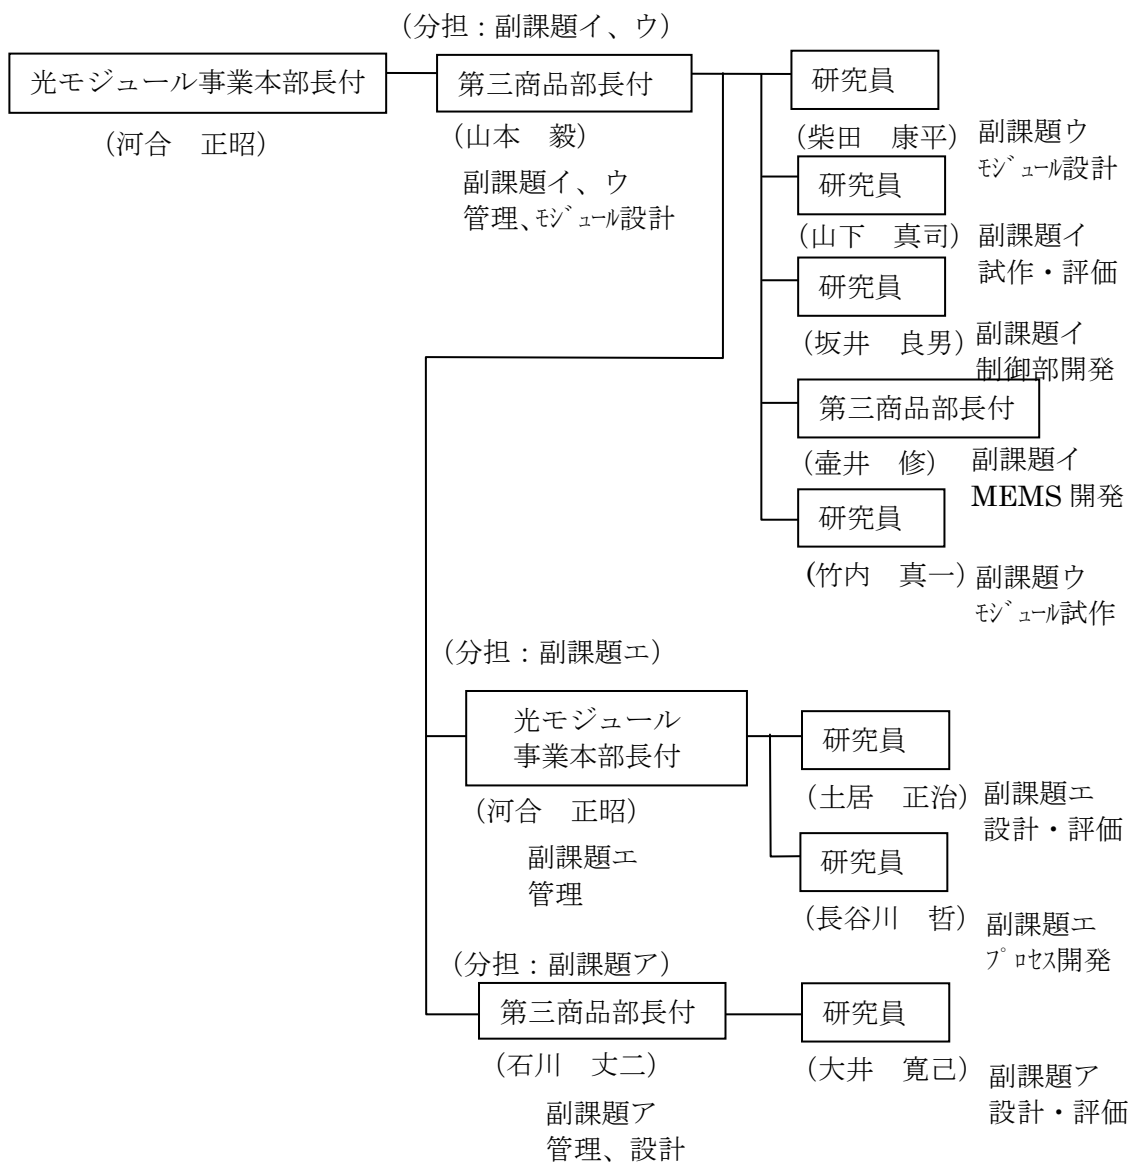 (分担：副課題イ、ウ)
光モジュール事業本部長付
(河合　正昭)
第三商品部長付
(山本　毅)
副課題イ、ウ
管理、ﾓｼﾞｭｰﾙ設計
研究員
(柴田　康平)
副課題ウ
ﾓｼﾞｭｰﾙ設計
研究員
(山下　真司)
副課題イ
試作・評価
研究員
(坂井　良男)
副課題イ
制御部開発
第三商品部長付
(壷井　修)
副課題イ
MEMS 開発
研究員
(竹内　真一)
副課題ウ
ﾓｼﾞｭｰﾙ試作
(分担：副課題エ)
光モジュール
事業本部長付
(河合　正昭)
副課題エ
管理
研究員
(土居　正治)
副課題エ
設計・評価
研究員
(長谷川　哲)
副課題エ
ﾌﾟﾛｾｽ開発
(分担：副課題ア)
第三商品部長付
(石川　丈二)
副課題ア
管理、設計
研究員
(大井　寛己)
副課題ア
設計・評価